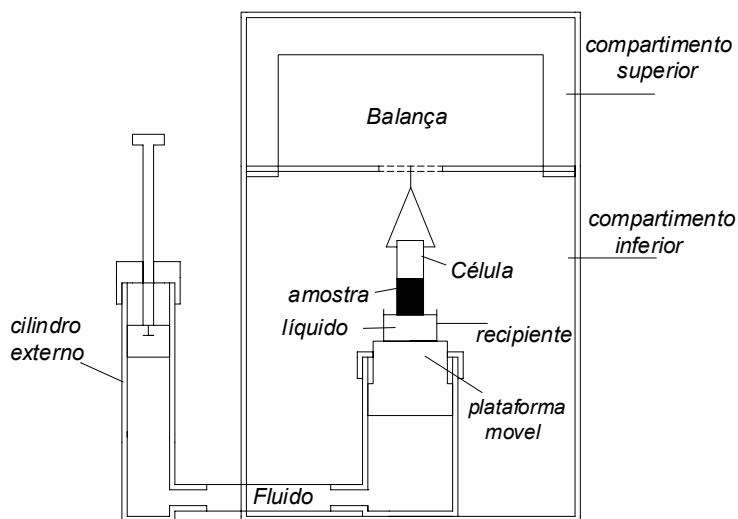 compartimento
superior
Balança
compartimento
inferior
Célula
amostra
líquido
recipiente
cilindro
externo
plataforma
movel
Fluido